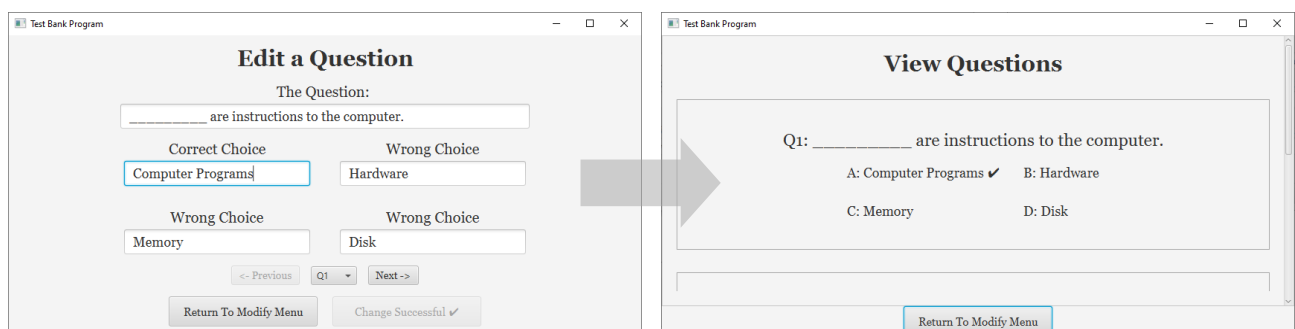 Test Bank Program
Edit a Question
The Question:
_________ are instructions to the computer.
Correct Choice
Wrong Choice
Computer Programs
Hardware
Wrong Choice
Wrong Choice
Memory
Disk
<- Previous
Q1
Next ->
Return To Modify Menu
Change Successful ✔
Test Bank Program
View Questions
Q1: _________ are instructions to the computer.
A: Computer Programs ✔
B: Hardware
C: Memory
D: Disk
Return To Modify Menu